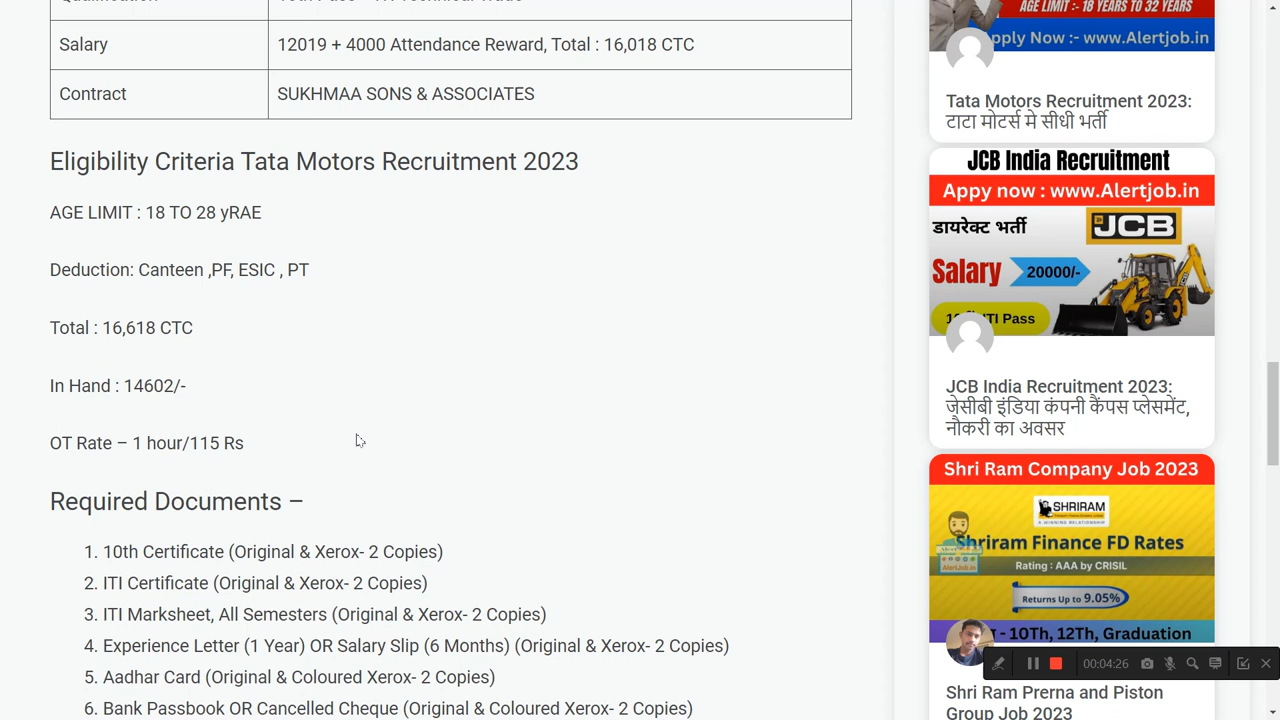 Salary
12019 + 4000 Attendance Reward, Total : 16,018 CTC
Contract
SUKHMAA SONS & ASSOCIATES
Eligibility Criteria Tata Motors Recruitment 2023
AGE LIMIT : 18 TO 28 yRAE
Deduction: Canteen ,PF, ESIC , PT
Total : 16,618 CTC
In Hand : 14602/-
OT Rate – 1 hour/115 Rs
Required Documents –
1. 10th Certificate (Original & Xerox- 2 Copies)
2. ITI Certificate (Original & Xerox- 2 Copies)
3. ITI Marksheet, All Semesters (Original & Xerox- 2 Copies)
4. Experience Letter (1 Year) OR Salary Slip (6 Months) (Original & Xerox- 2 Copies)
5. Aadhar Card (Original & Coloured Xerox- 2 Copies)
6. Bank Passbook OR Cancelled Cheque (Original & Coloured Xerox- 2 Copies)
AGE LIMIT :- 18 YEARS TO 32 YEARS
pply Now :- www.Alertjob.in
Tata Motors Recruitment 2023:
टाटा मोटर्स मे सीधी भर्ती
JCB India Recruitment
Appy now : www.Alertjob.in
डायरेक्ट भर्ती
JCB
Salary
20000/-
ITI Pass
JCB India Recruitment 2023:
जेसीबी इंडिया कंपनी कैंपस प्लेसमेंट,
नौकरी का अवसर
Shri Ram Company Job 2023
SHRIRAM
A WINNING RELATIONSHIP
Shriram Finance FD Rates
AlertJob.in
Rating : AAA by CRISIL
Returns Up to 9.05%
- 10Th, 12Th, Graduation
00:04:26
Shri Ram Prerna and Piston
Group Job 2023